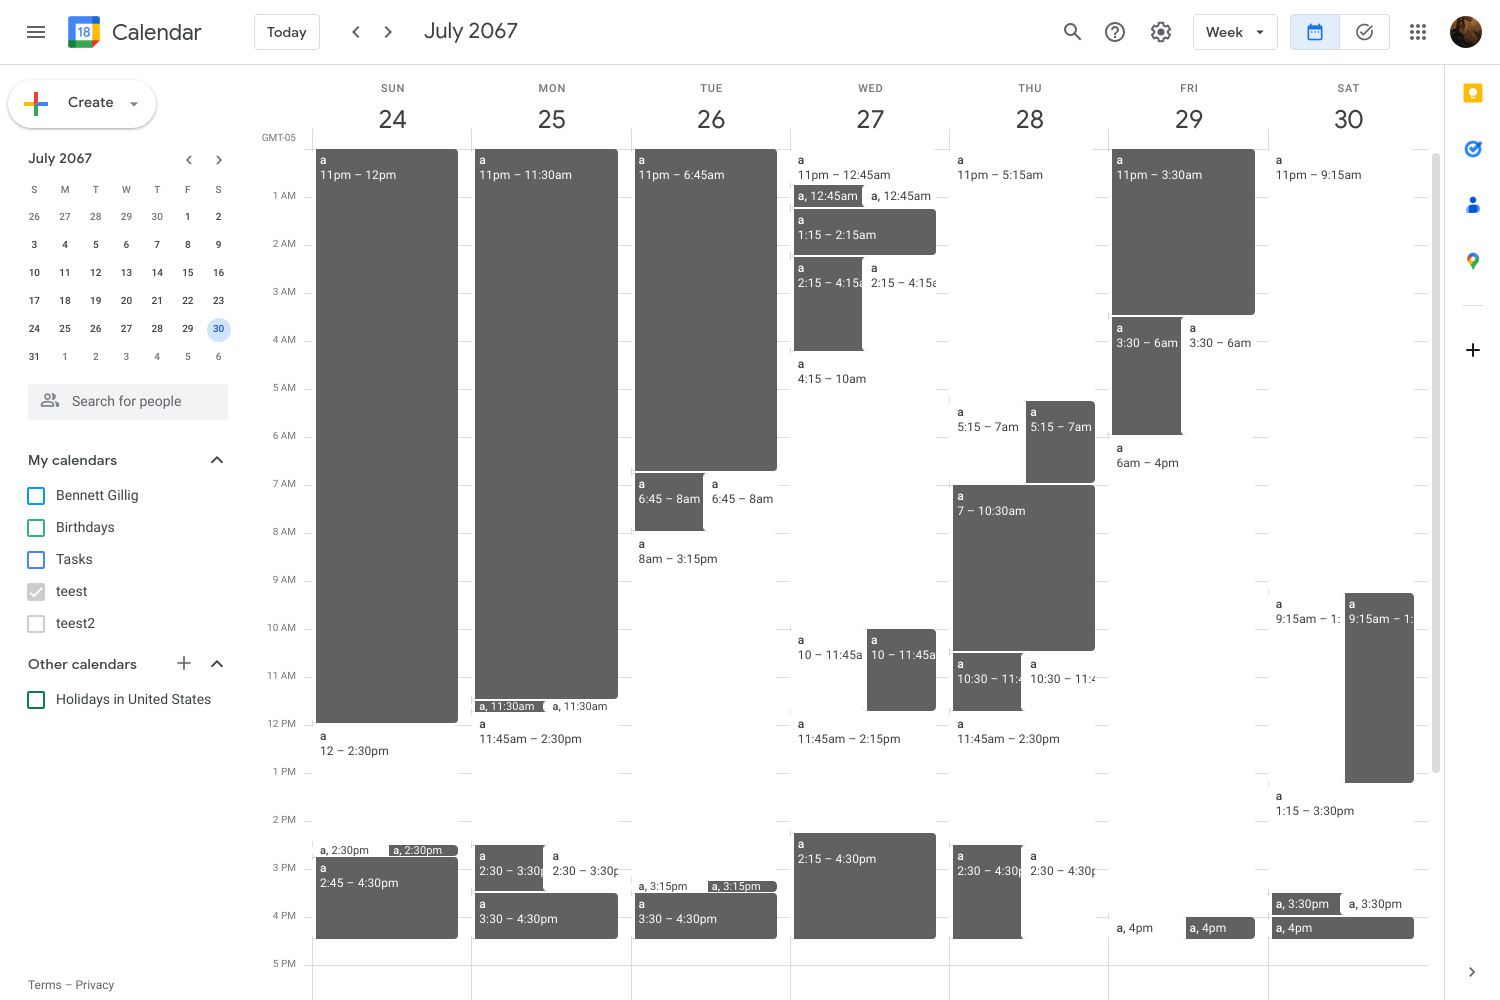 18 Calendar
Today
July 2067
Week
Create
July 2067
S M T W T F S
26 27 28 29 30 1 2
3 4 5 6 7 8 9
10 11 12 13 14 15 16
17 18 19 20 21 22 23
24 25 26 27 28 29 30
31 1 2 3 4 5 6
Search for people
My calendars
Bennett Gillig
Birthdays
Tasks
teest
teest2
Other calendars
Holidays in United States
Terms – Privacy
GMT-05
1 AM
2 AM
3 AM
4 AM
5 AM
6 AM
7 AM
8 AM
9 AM
10 AM
11 AM
12 PM
1 PM
2 PM
3 PM
4 PM
5 PM
SUN
24
a
11pm – 12pm
a
12 – 2:30pm
a, 2:30pm
a, 2:30pm
a
2:45 – 4:30pm
MON
25
a
11pm – 11:30am
a, 11:30am
a, 11:30am
a
11:45am – 2:30pm
a
2:30 – 3:30p
a
2:30 – 3:30p
a
3:30 – 4:30pm
TUE
26
a
11pm – 6:45am
a
6:45 – 8am
a
6:45 – 8am
a
8am – 3:15pm
a, 3:15pm
a, 3:15pm
a
3:30 – 4:30pm
WED
27
a
11pm – 12:45am
a, 12:45am
a, 12:45am
a
1:15 – 2:15am
a
2:15 – 4:15a
a
2:15 – 4:15a
a
4:15 – 10am
a
10 – 11:45a
a
10 – 11:45a
a
11:45am – 2:15pm
a
2:15 – 4:30pm
THU
28
a
11pm – 5:15am
a
5:15 – 7am
a
5:15 – 7am
a
7 – 10:30am
a
10:30 – 11:4
a
10:30 – 11:4
a
11:45am – 2:30pm
a
2:30 – 4:30p
a
2:30 – 4:30p
FRI
29
a
11pm – 3:30am
a
3:30 – 6am
a
3:30 – 6am
a
6am – 4pm
a, 4pm
a, 4pm
SAT
30
a
11pm – 9:15am
a
9:15am – 1:
a
9:15am – 1:
a
1:15 – 3:30pm
a, 3:30pm
a, 3:30pm
a, 4pm